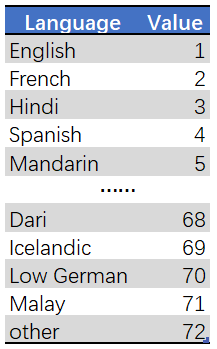 Language Value
English 1
French 2
Hindi 3
Spanish 4
Mandarin 5
......
Dari 68
Icelandic 69
Low German 70
Malay 71
other 72